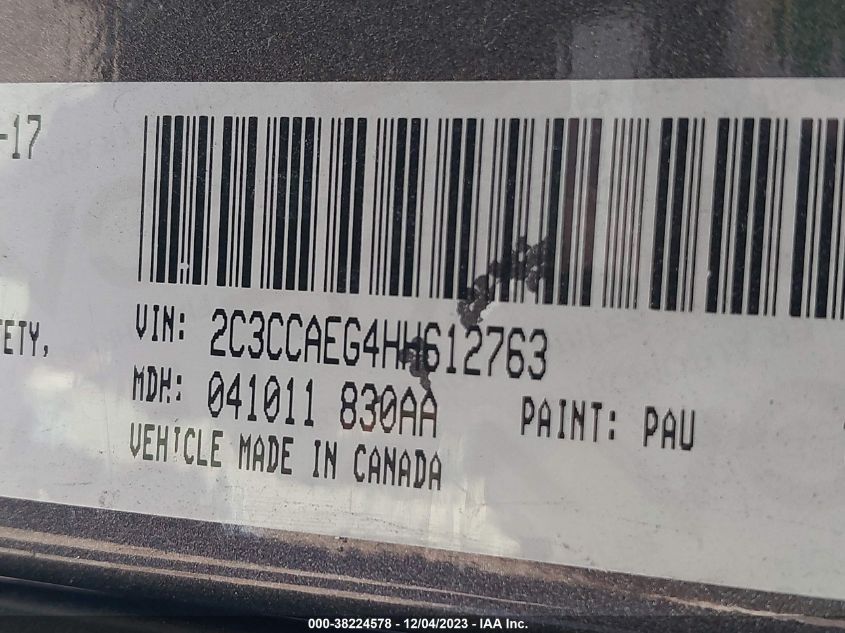 -17
VIN: 2C3CCAEG4HH612763
ETY,
MDH: 041011 830AA PAINT: PAU
VEHICLE MADE IN CANADA
000-38224578 - 12/04/2023 - IAA Inc.